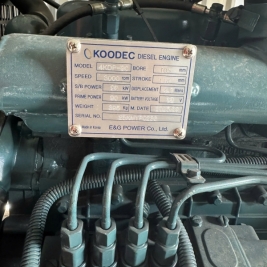 KOODEC DIESEL ENGINE
MODEL BORE mm
SPEED rpm STROKE mm
S/B POWER kW DISPLACEMENT
PRIME POWER kW BATTERY VOLTAGE V
WEIGHT kg M. DATE
SERIAL NO.
Made in Korea E&G POWER Co., Ltd.